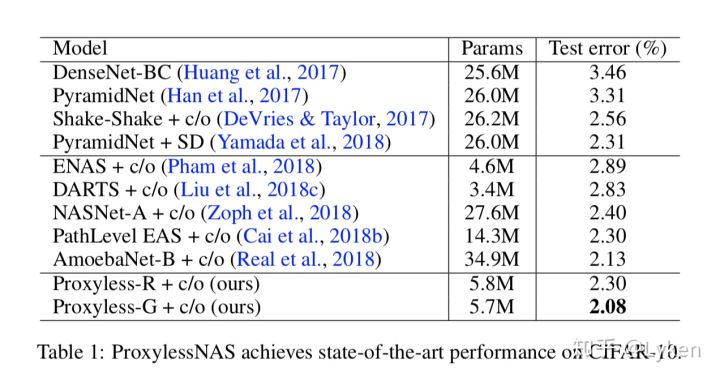 Model Params Test error (%)
DenseNet-BC (Huang et al., 2017) 25.6M 3.46
PyramidNet (Han et al., 2017) 26.0M 3.31
Shake-Shake + c/o (DeVries & Taylor, 2017) 26.2M 2.56
PyramidNet + SD (Yamada et al., 2018) 26.0M 2.31
ENAS + c/o (Pham et al., 2018) 4.6M 2.89
DARTS + c/o (Liu et al., 2018c) 3.4M 2.83
NASNet-A + c/o (Zoph et al., 2018) 27.6M 2.40
PathLevel EAS + c/o (Cai et al., 2018b) 14.3M 2.30
AmoebaNet-B + c/o (Real et al., 2018) 34.9M 2.13
Proxyless-R + c/o (ours) 5.8M 2.30
Proxyless-G + c/o (ours) 5.7M 2.08
Table 1: ProxylessNAS achieves state-of-the-art performance on CIFAR-10.
知乎 @Lyken